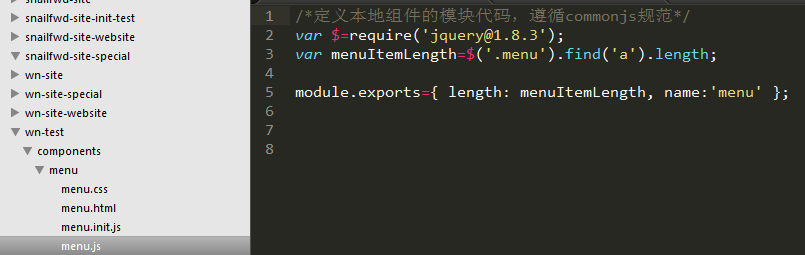 snailfwd-site
snailfwd-site-init-test
snailfwd-site-website
snailfwd-site-special
wn-site
wn-site-special
wn-site-website
wn-test
components
menu
menu.css
menu.html
menu.init.js
menu.js
1 /*定义本地组件的模块代码，遵循commonjs规范*/
2 var $=require('jquery@1.8.3');
3 var menuItemLength=$('.menu').find('a').length;
4
5 module.exports={ length: menuItemLength, name:'menu' };
6
7
8